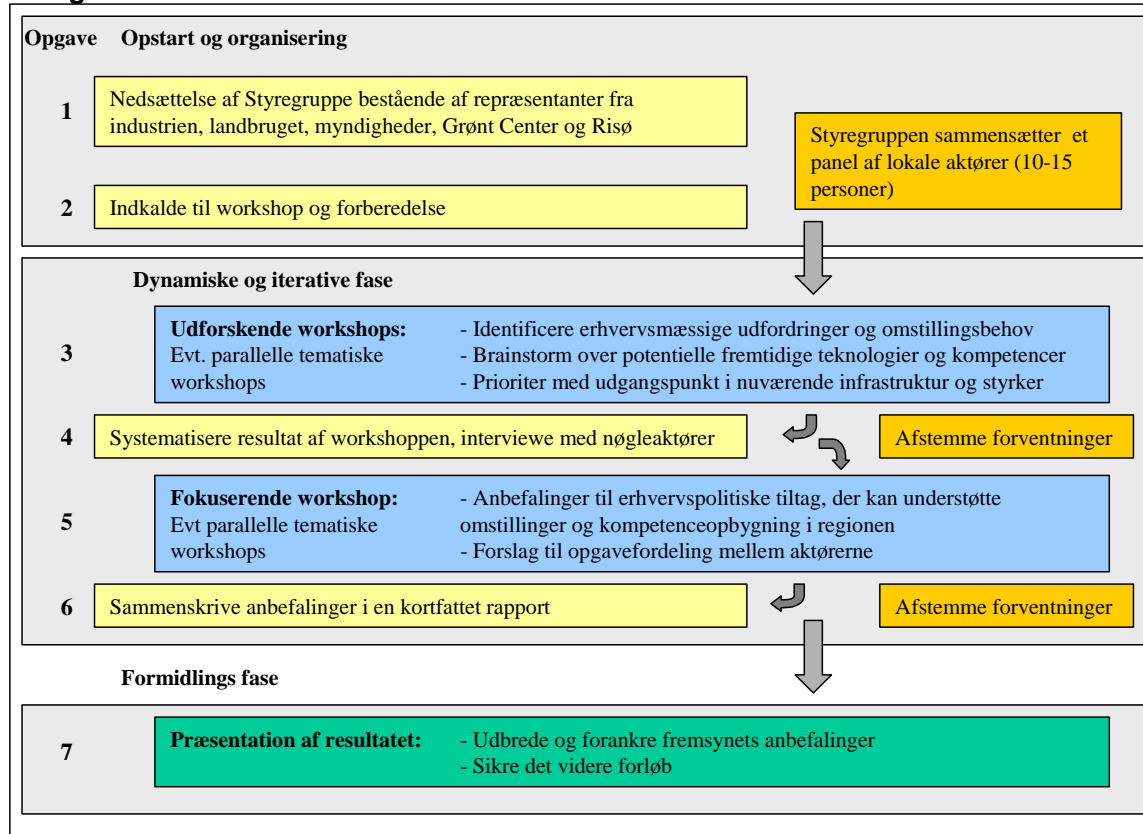 Opgave Opstart og organisering
1
Nedsættelse af Styregruppe bestående af repræsentanter fra
industrien, landbruget, myndigheder, Grønt Center og Risø
Styregruppen sammensætter et
panel af lokale aktører (10-15
personer)
2
Indkalde til workshop og forberedelse
Dynamiske og iterative fase
3
Udforskende workshops:
Evt. parallelle tematiske
workshops
- Identificere erhvervsmæssige udfordringer og omstillingsbehov
- Brainstorm over potentielle fremtidige teknologier og kompetencer
- Prioriter med udgangspunkt i nuværende infrastruktur og styrker
4
Systematisere resultat af workshoppen, interviewe med nøgleaktører
Afstemme forventninger
5
Fokuserende workshop:
Evt parallelle tematiske
workshops
- Anbefalinger til erhvervspolitiske tiltag, der kan understøtte
omstillinger og kompetenceopbygning i regionen
- Forslag til opgavefordeling mellem aktørerne
6
Sammenskrive anbefalinger i en kortfattet rapport
Afstemme forventninger
Formidlings fase
7
Præsentation af resultatet:
- Udbrede og forankre fremsynets anbefalinger
- Sikre det videre forløb